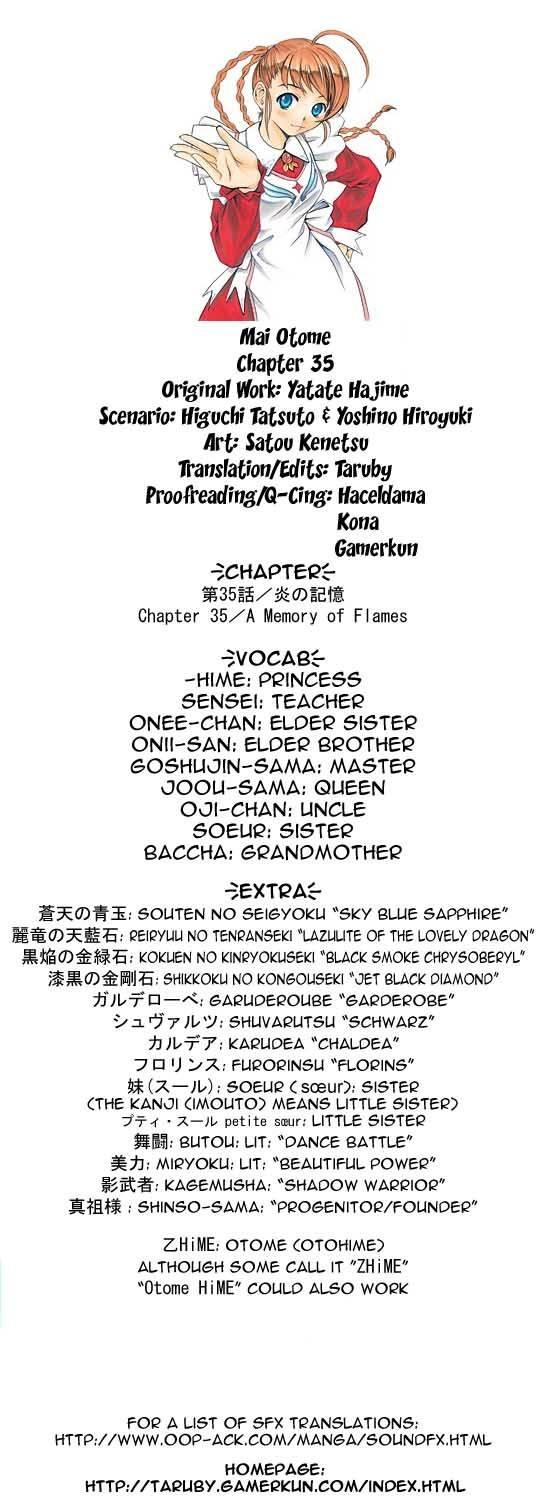 Mai Otome
Chapter 35
Original Work: Yatate Hajime
Scenario: Higuchi Tatsuto & Yoshino Hiroyuki
Art: Satou Kenetsu
Translation/Edits: Taruby
Proofreading/Q-Cing: Haceldama
Kona
Gamerkun
CHAPTER
第35話／炎の記憶
Chapter 35／A Memory of Flames
VOCAB
-HIME: PRINCESS
SENSEI: TEACHER
ONEE-CHAN: ELDER SISTER
ONII-SAN: ELDER BROTHER
GOSHUJIN-SAMA: MASTER
JOOU-SAMA: QUEEN
OJI-CHAN: UNCLE
SOEUR: SISTER
BACCHA: GRANDMOTHER
EXTRA
蒼天の青玉: SOUTEN NO SEIGYOKU "SKY BLUE SAPPHIRE"
麗竜の天藍石: REIRYUU NO TENRANSEKI "LAZULITE OF THE LOVELY DRAGON"
黒焔の金緑石: KOKUEN NO KINRYOKUSEKI "BLACK SMOKE CHRYSOBERYL"
漆黒の金剛石: SHIKKOKU NO KONGOUSEKI "JET BLACK DIAMOND"
ガルデローベ: GARUDEROUBE "GARDEROBE"
シュヴァルツ: SHUVARUTSU "SCHWARZ"
カルデア: KARUDEA "CHALDEA"
フロリンス: FURORINSU "FLORINS"
妹(スール): SOEUR ( sœur): SISTER
(THE KANJI (IMOUTO) MEANS LITTLE SISTER)
プティ・スール petite sœur: LITTLE SISTER
舞闘: BUTOU: LIT: "DANCE BATTLE"
美力: MIRYOKU: LIT: "BEAUTIFUL POWER"
影武者: KAGEMUSHA: "SHADOW WARRIOR"
真祖様 : SHINSO-SAMA: "PROGENITOR/FOUNDER"
乙HiME: OTOME (OTOHIME)
ALTHOUGH SOME CALL IT "ZHiME"
"Otome HiME" COULD ALSO WORK
FOR A LIST OF SFX TRANSLATIONS:
HTTP://WWW.OOP-ACK.COM/MANGA/SOUNDFX.HTML
HOMEPAGE:
HTTP://TARUBY.GAMERKUN.COM/INDEX.HTML